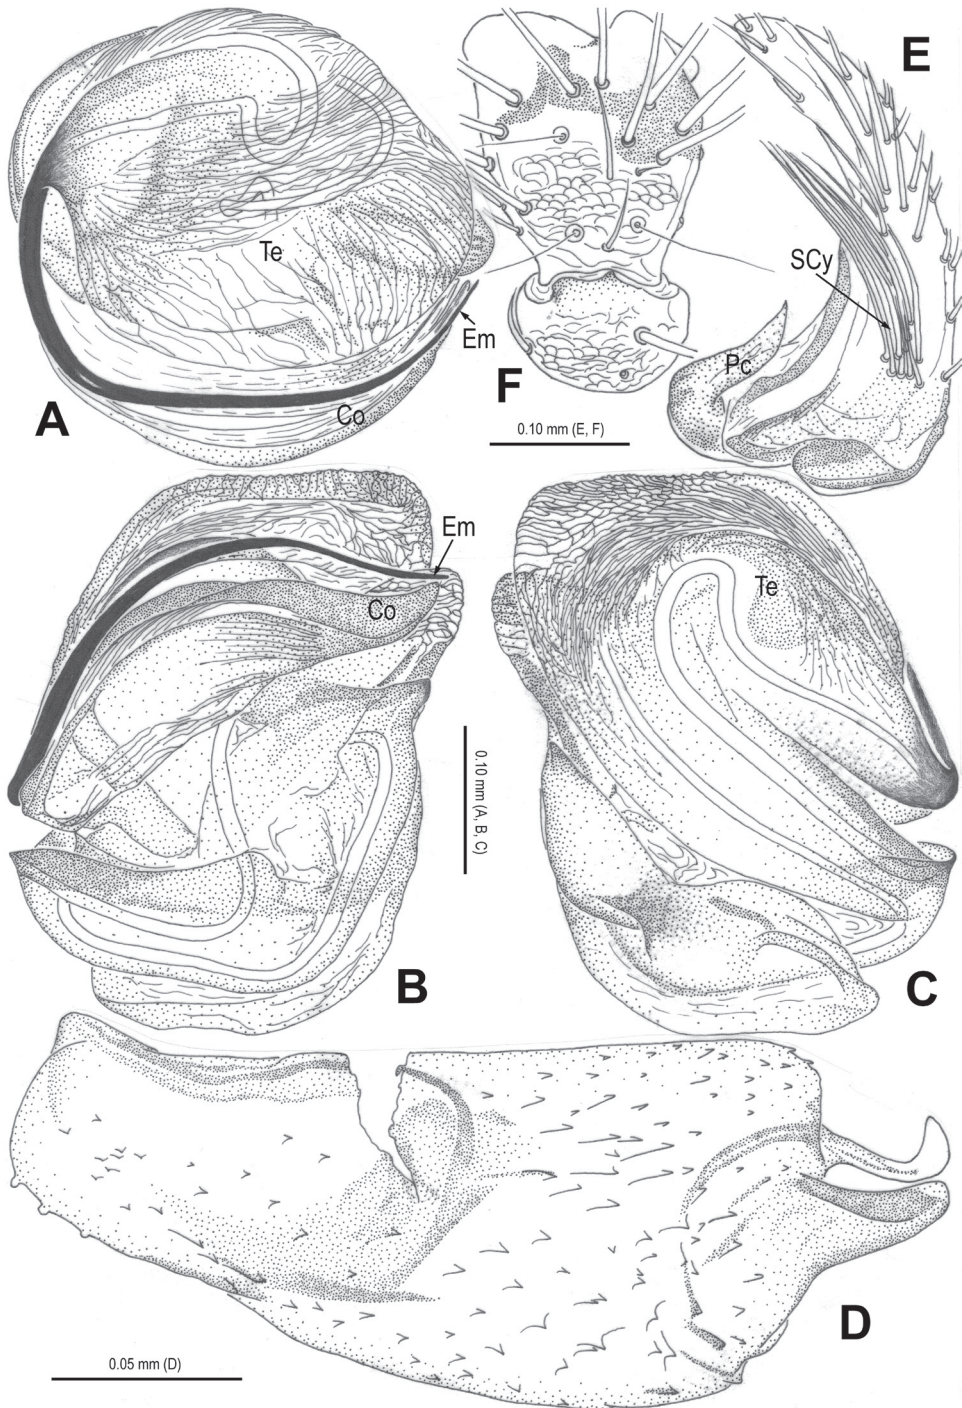 E
SCy
Te
Em
Pc
F
A
Co
0.10 mm (E, F)
Em
Co
Te
0.10 mm (A, B, C)
B
C
D
0.05 mm (D)